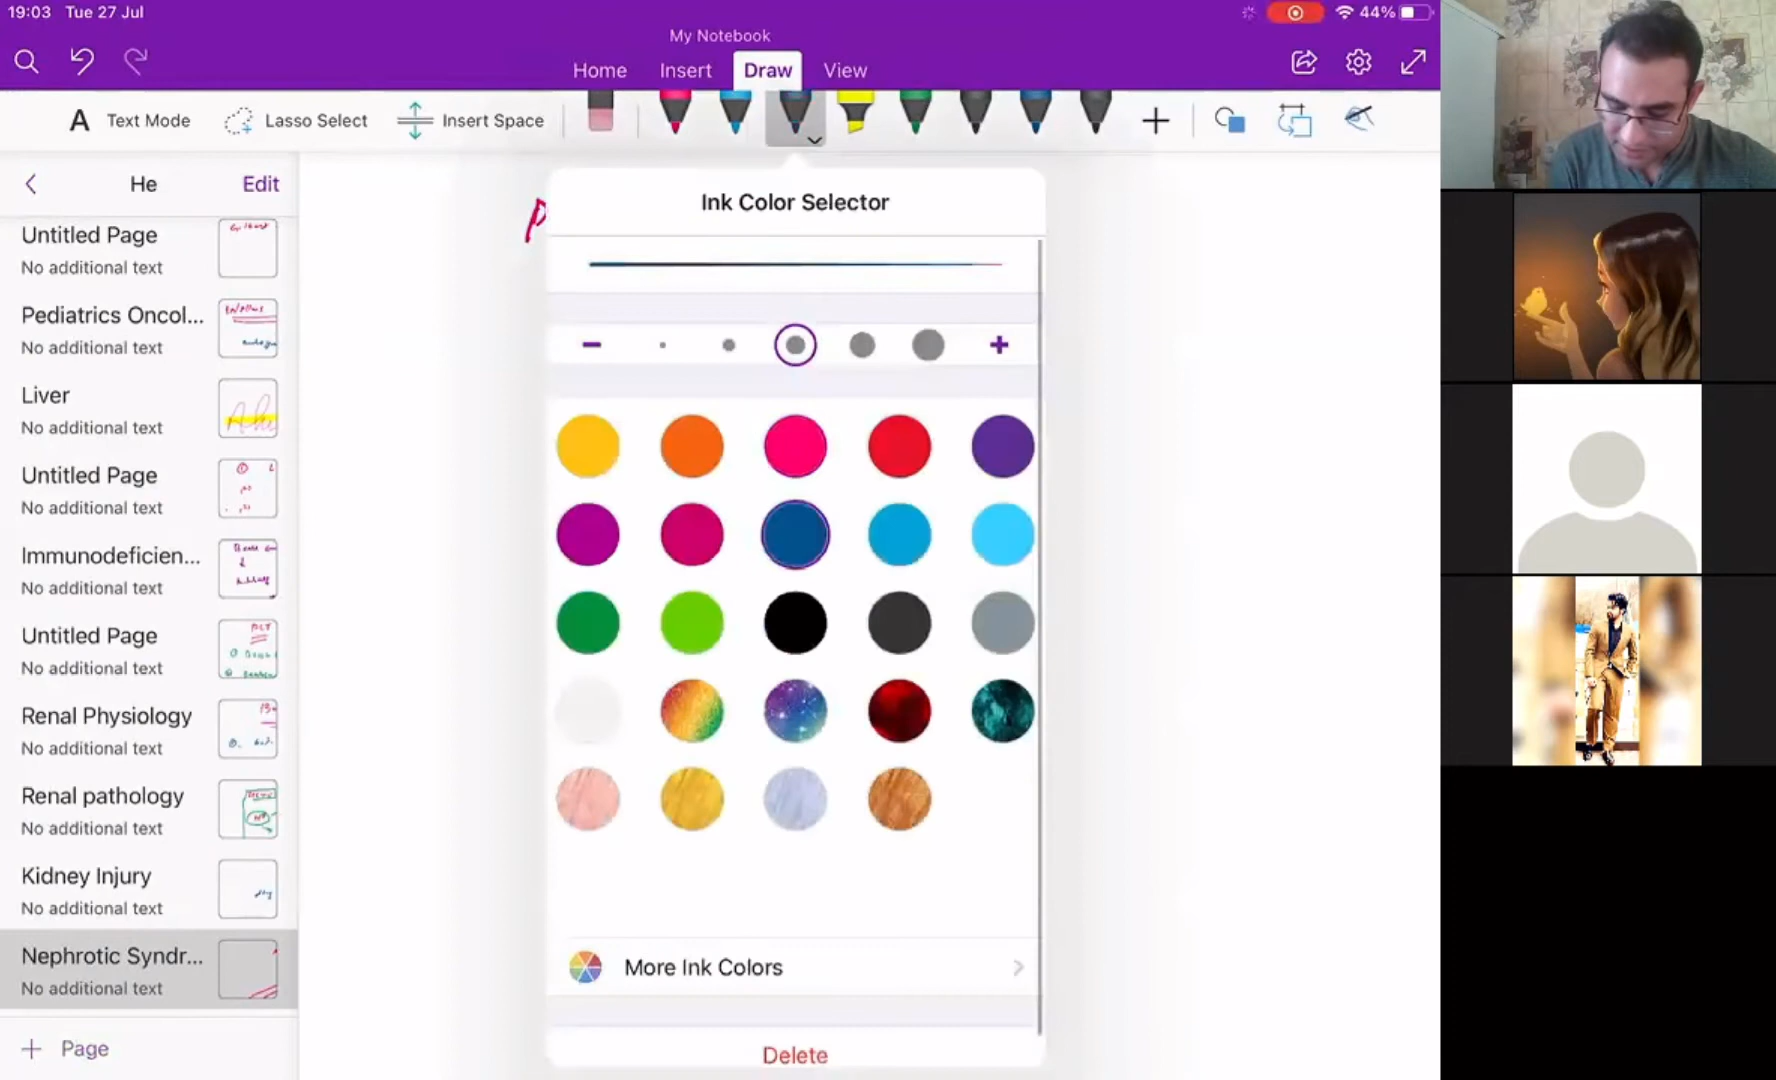 19:03 Tue 27 Jul
44%
My Notebook
Home Insert Draw View
A Text Mode Lasso Select Insert Space
He Edit
Untitled Page
No additional text
Pediatrics Oncol...
No additional text
Liver
No additional text
Untitled Page
No additional text
Immunodeficien...
No additional text
Untitled Page
No additional text
Renal Physiology
No additional text
Renal pathology
No additional text
Kidney Injury
No additional text
Nephrotic Syndr...
No additional text
+ Page
Ink Color Selector
More Ink Colors
Delete